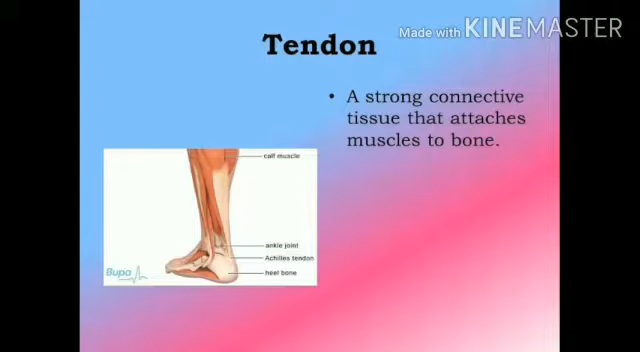 Made with KINEMASTER
Tendon
• A strong connective
tissue that attaches
muscles to bone.
calf muscle
ankle joint
Achilles tendon
heel bone
Bupa